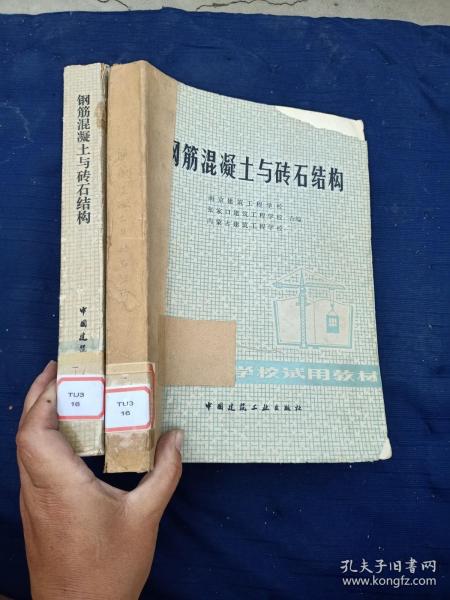 钢筋混凝土与砖石结构
中国建筑
TU3
16
TU3
16
钢筋混凝土与砖石结构
南京建筑工程学校
张家口建筑工程学校 合编
内蒙古建筑工程学校
学校试用教材
中国建筑工业出版社
孔夫子旧书网
www.kongfz.com